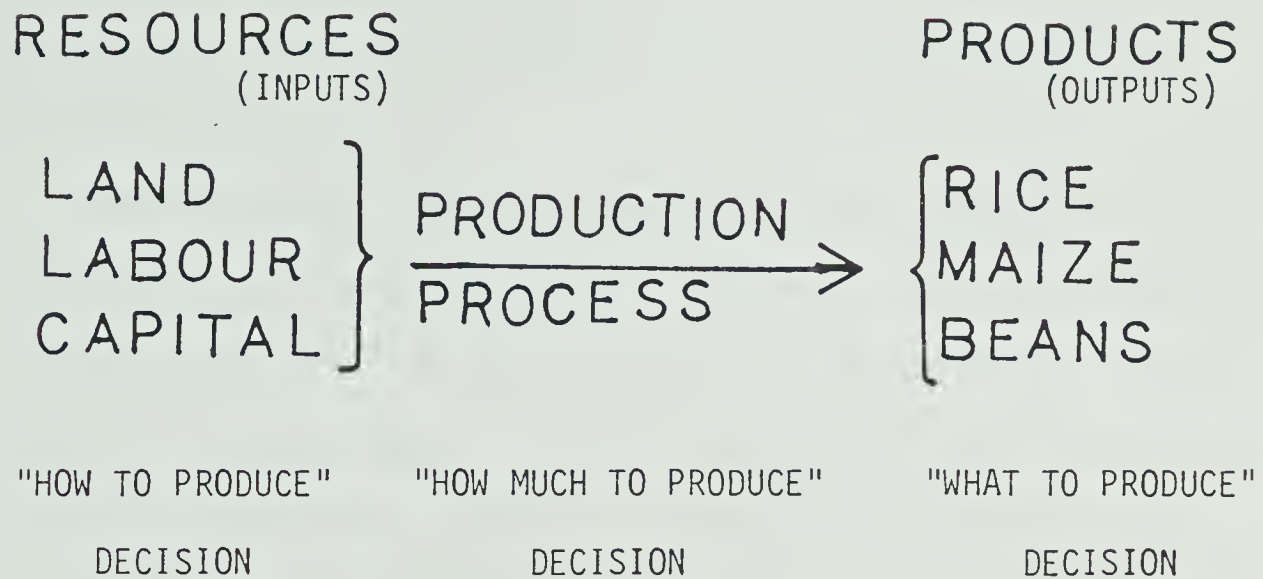 RESOURCES
(INPUTS)
PRODUCTS
(OUTPUTS)
LAND
LABOUR
CAPITAL
PRODUCTION
PROCESS
RICE
MAIZE
BEANS
"HOW TO PRODUCE"
DECISION
"HOW MUCH TO PRODUCE"
DECISION
"WHAT TO PRODUCE"
DECISION